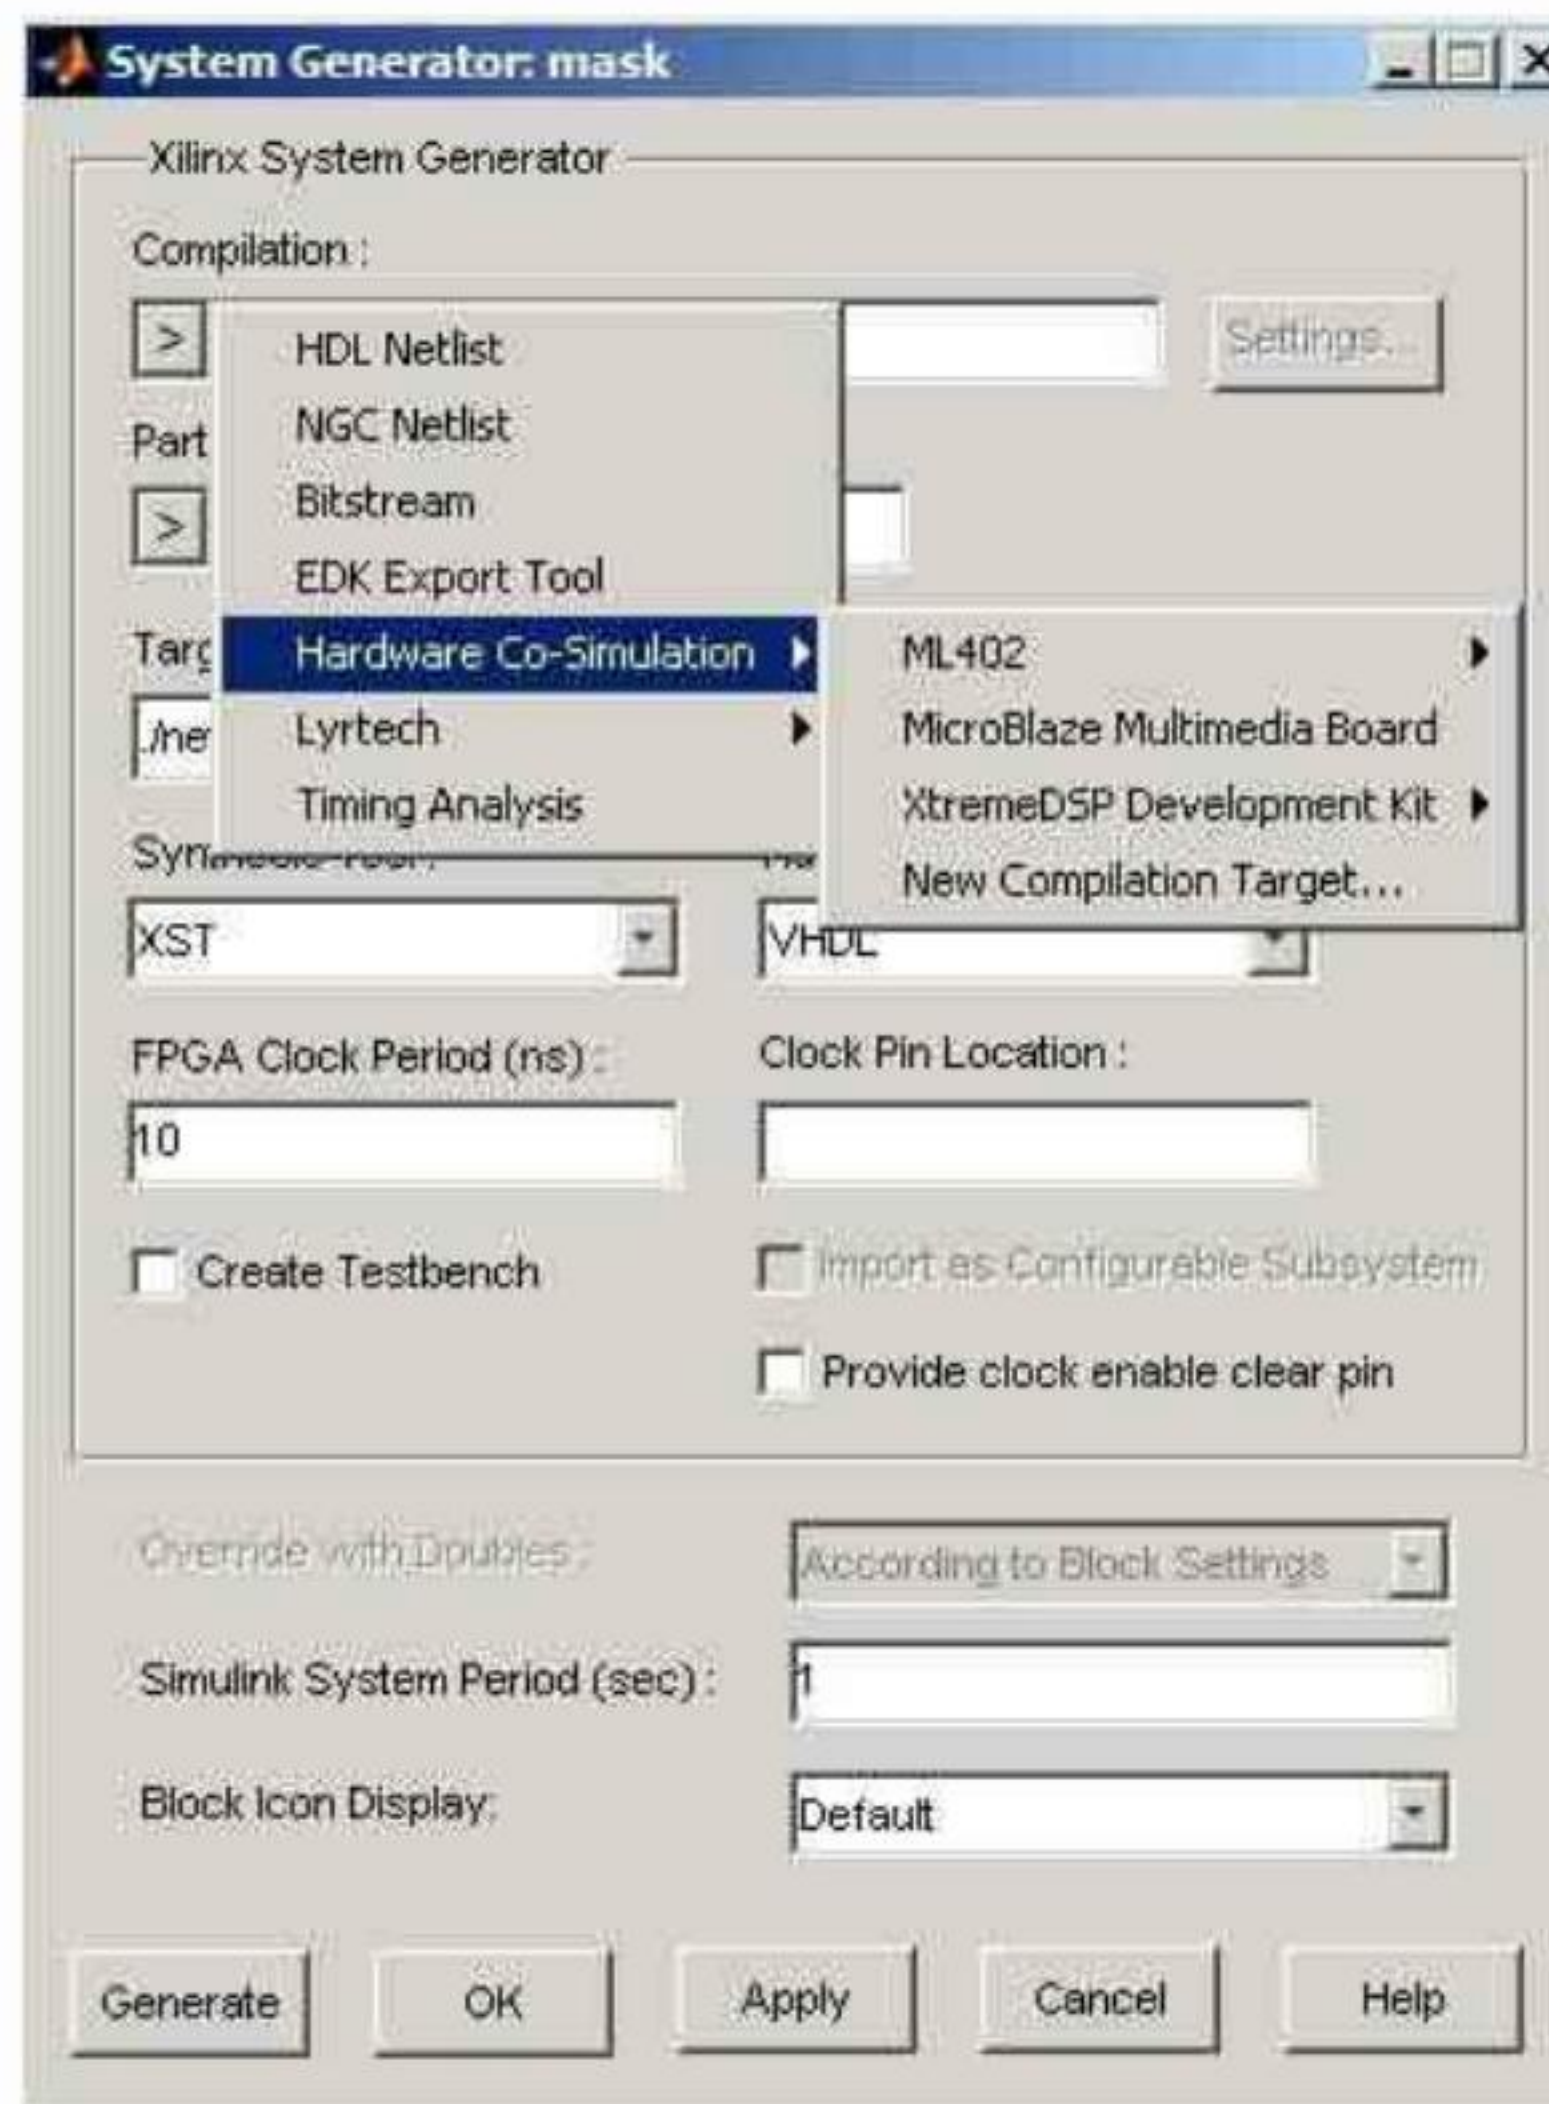 System Generator: mask
Xilinx System Generator
Compilation :
>
HDL Netlist
Settings...
NGC Netlist
Part
Bitstream
>
EDK Export Tool
Targ
Hardware Co-Simulation
ML402
./ne
Lyrtech
MicroBlaze Multimedia Board
Timing Analysis
XtremeDSP Development Kit
New Compilation Target...
XST
VHDL
FPGA Clock Period (ns) :
Clock Pin Location :
10
Create Testbench
Import as Configurable Subsystem
Provide clock enable clear pin
Override with Doubles :
According to Block Settings
Simulink System Period (sec) :
1
Block Icon Display:
Default
Generate
OK
Apply
Cancel
Help